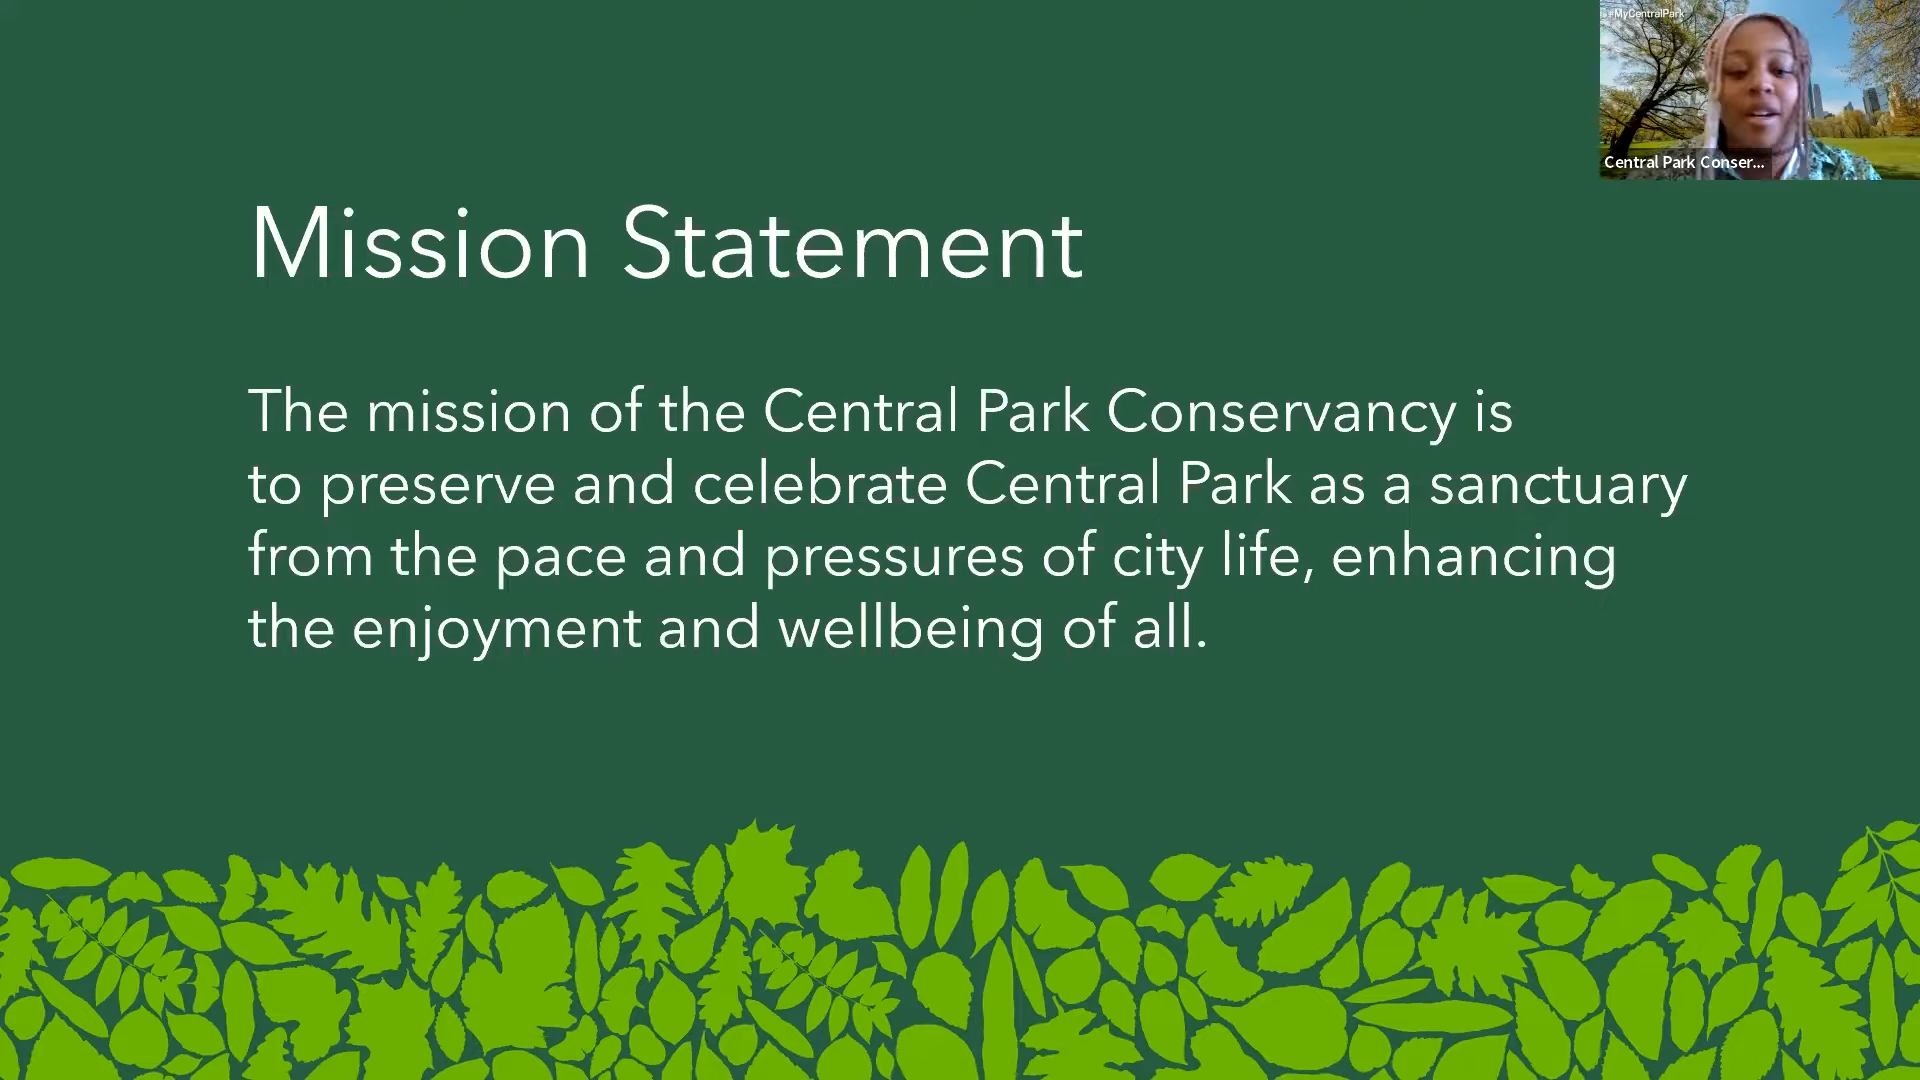 #MyCentralPark
Central Park Conser...
Mission Statement
The mission of the Central Park Conservancy is
to preserve and celebrate Central Park as a sanctuary
from the pace and pressures of city life, enhancing
the enjoyment and wellbeing of all.